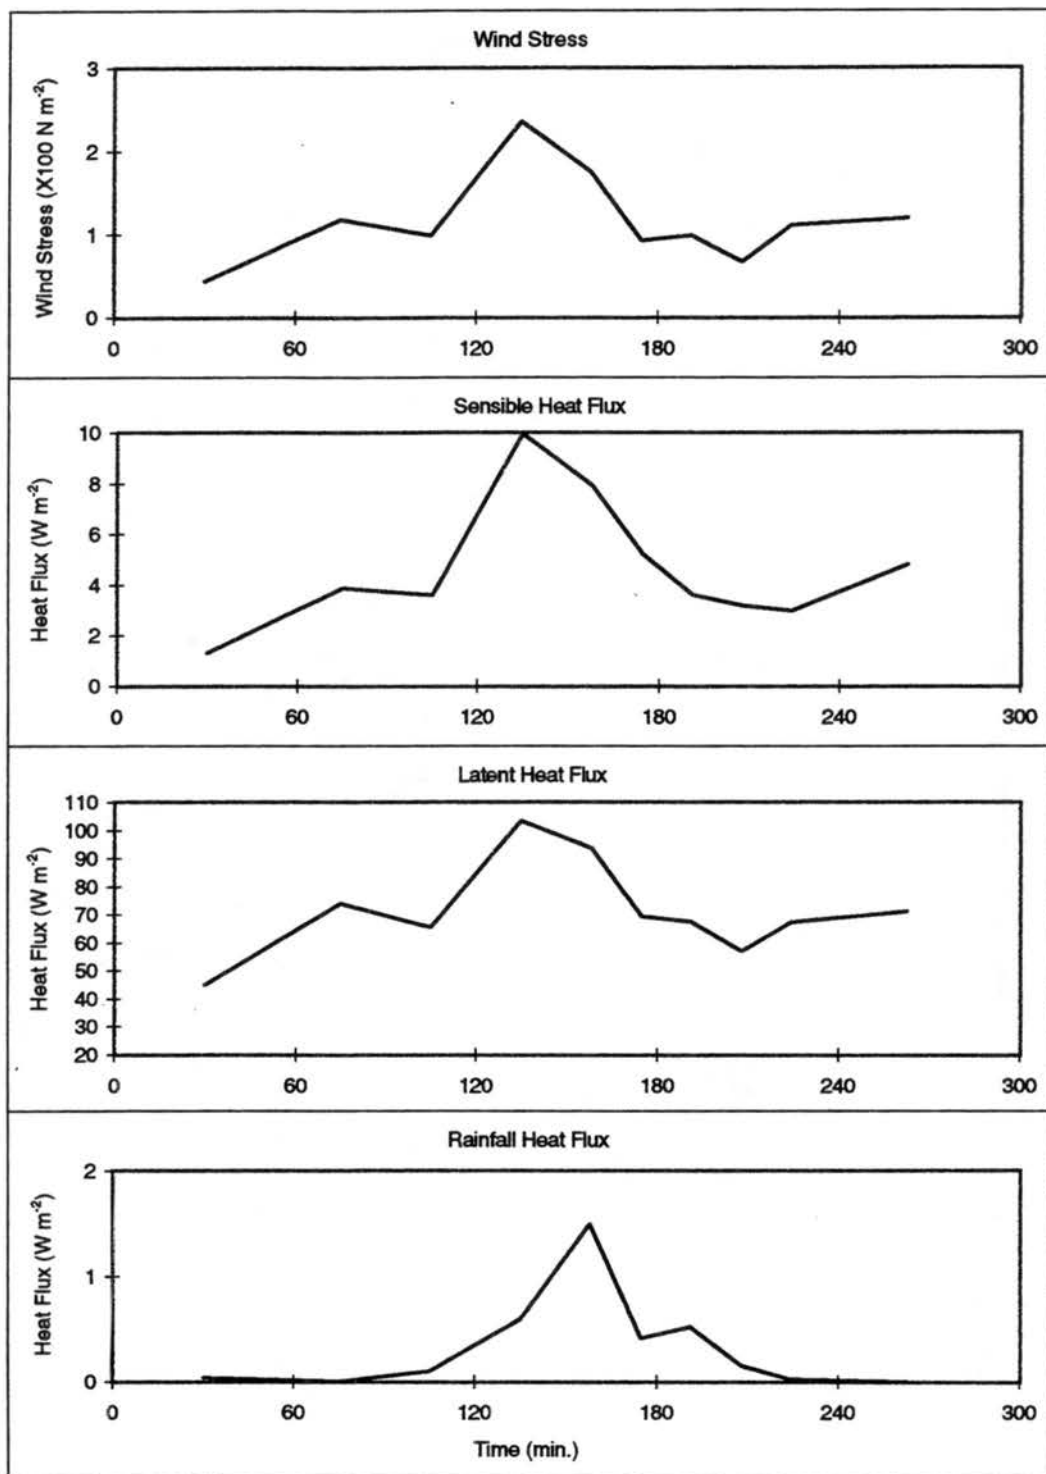 Wind Stress
Wind Stress (X100 N m-2)
3
2
1
0
0 60 120 180 240 300
Sensible Heat Flux
Heat Flux (W m-2)
10
8
6
4
2
0
0 60 120 180 240 300
Latent Heat Flux
Heat Flux (W m-2)
110
100
90
80
70
60
50
40
30
20
0 60 120 180 240 300
Rainfall Heat Flux
Heat Flux (W m-2)
2
1
0
0 60 120 180 240 300
Time (min.)